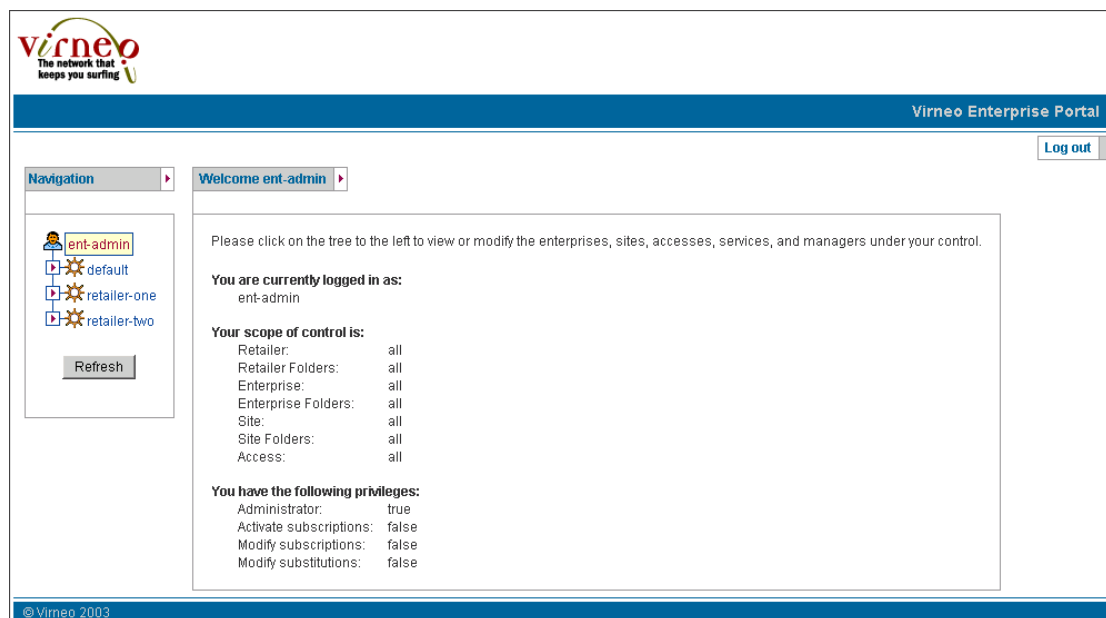 Virneo
The network that
keeps you surfing
Virneo Enterprise Portal
Log out
Navigation
Welcome ent-admin
ent-admin
default
retailer-one
retailer-two
Refresh
Please click on the tree to the left to view or modify the enterprises, sites, accesses, services, and managers under your control.
You are currently logged in as:
ent-admin
Your scope of control is:
Retailer: all
Retailer Folders: all
Enterprise: all
Enterprise Folders: all
Site: all
Site Folders: all
Access: all
You have the following privileges:
Administrator: true
Activate subscriptions: false
Modify subscriptions: false
Modify substitutions: false
© Virneo 2003